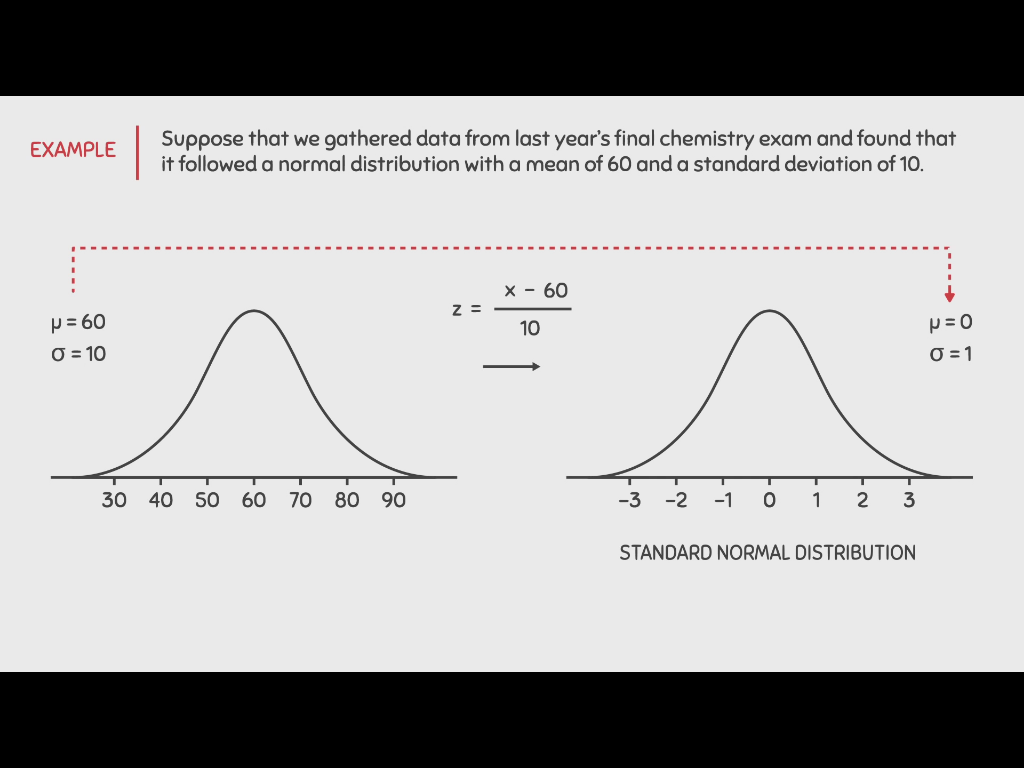 EXAMPLE
Suppose that we gathered data from last year's final chemistry exam and found that
it followed a normal distribution with a mean of 60 and a standard deviation of 10.
μ = 60
σ = 10
30 40 50 60 70 80 90
z = x − 60
10
μ = 0
σ = 1
−3 −2 −1 0 1 2 3
STANDARD NORMAL DISTRIBUTION